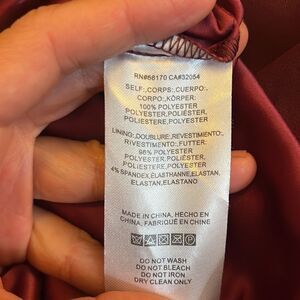 RN#56170 CA#32054
SELF:,CORPS:,CUERPO:,
CORPO:,KÖRPER:
100% POLYESTER
POLYESTER,POLIÉSTER,
POLIESTERE,POLYESTER
LINING:,DOUBLURE:,REVESTIMIENTO:,
RIVESTIMENTO:,FUTTER:
96% POLYESTER
POLYESTER,POLIÉSTER,
POLIESTERE,POLYESTER
4% SPANDEX,ÉLASTHANNE,ELASTAN,
ELASTAN,ELASTANO
MADE IN CHINA, HECHO EN
CHINA, FABRIQUÉ EN CHINE
DO NOT WASH
DO NOT BLEACH
DO NOT IRON
DRY CLEAN ONLY